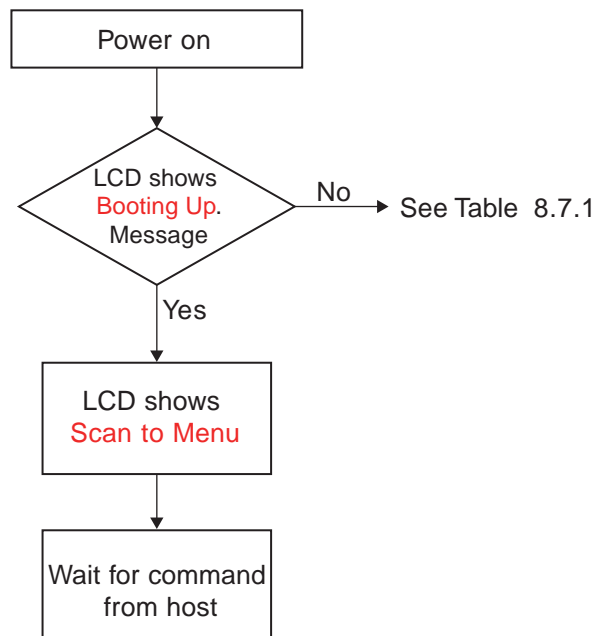 Power on
LCD shows
Booting Up.
Message
No
See Table 8.7.1
Yes
LCD shows
Scan to Menu
Wait for command
from host